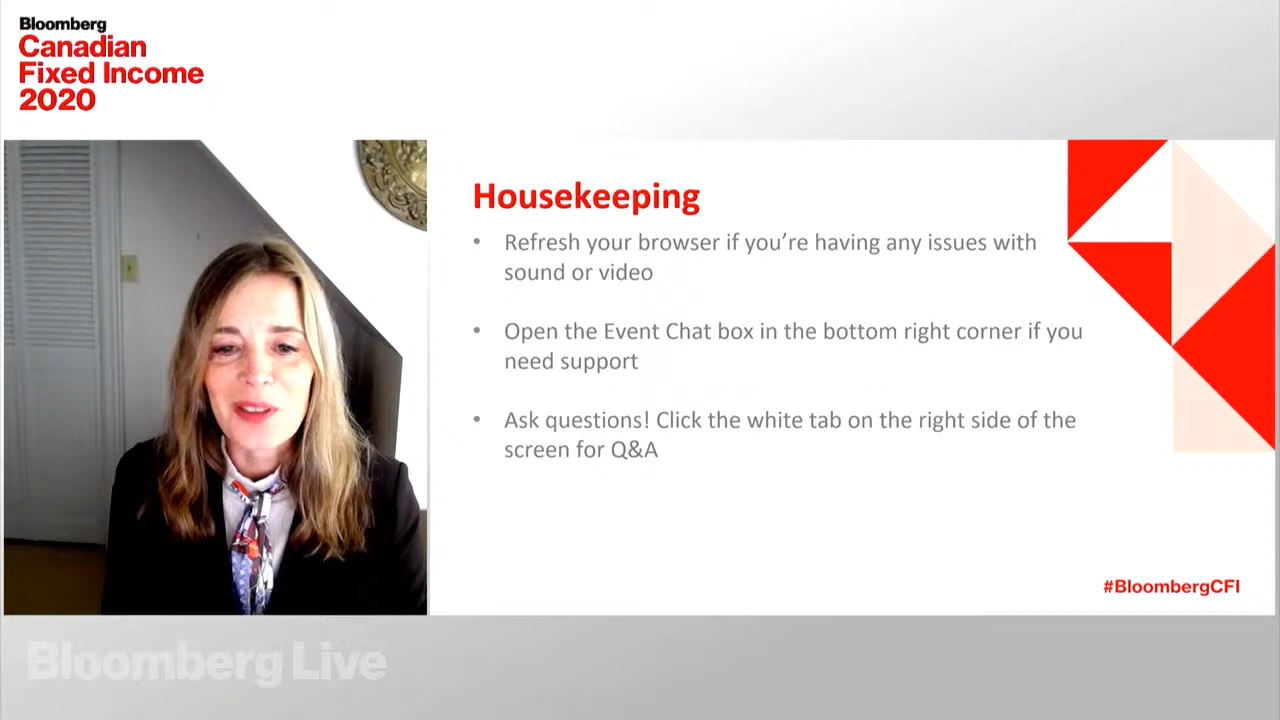 Bloomberg
Canadian
Fixed Income
2020
Housekeeping
• Refresh your browser if you’re having any issues with
sound or video
• Open the Event Chat box in the bottom right corner if you
need support
• Ask questions! Click the white tab on the right side of the
screen for Q&A
#BloombergCFI
Bloomberg Live